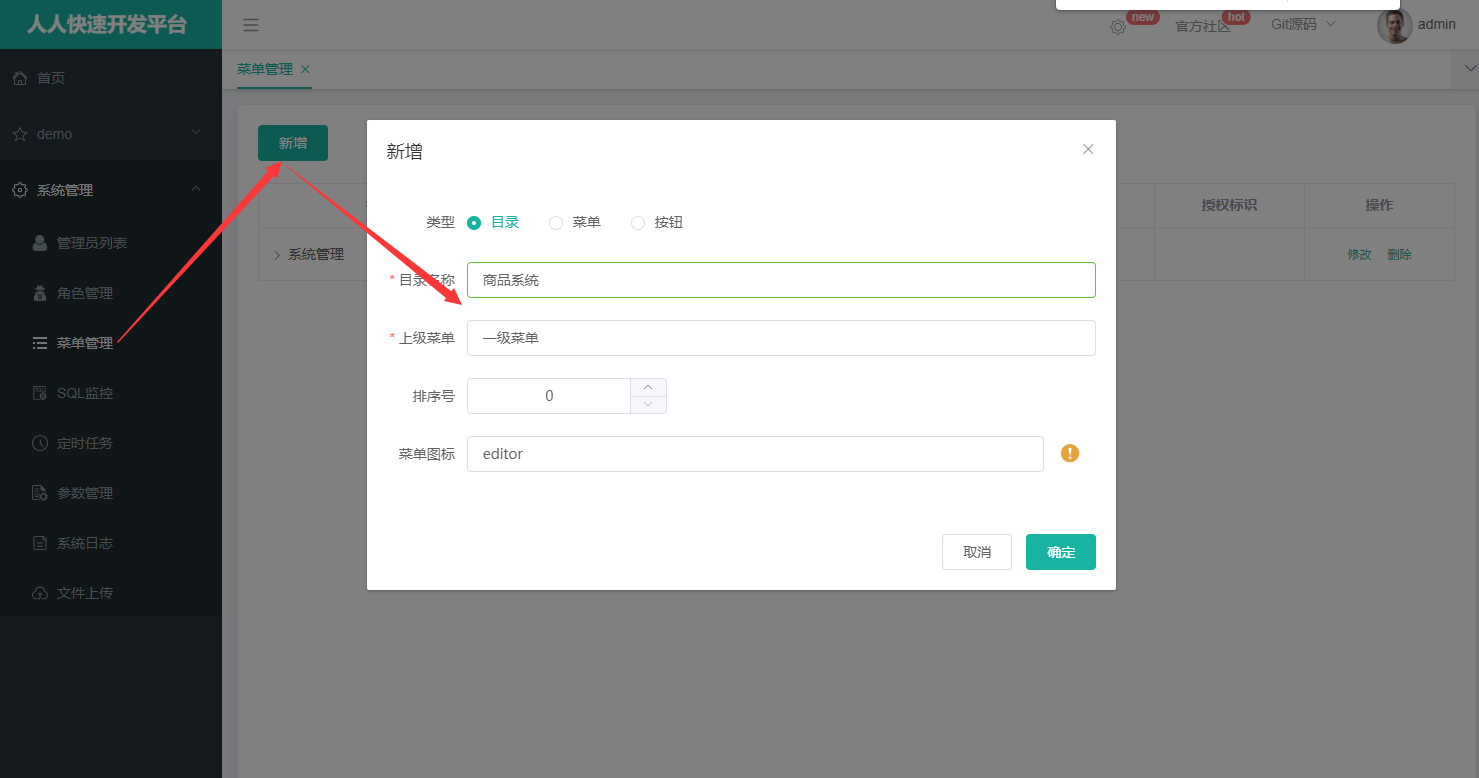 人人快速开发平台
new
官方社区
hot
Git源码
admin
首页
菜单管理
demo
新增
系统管理
授权标识
操作
系统管理
修改
删除
管理员列表
角色管理
菜单管理
SQL监控
定时任务
参数管理
系统日志
文件上传
新增
类型
目录
菜单
按钮
* 目录名称
商品系统
* 上级菜单
一级菜单
排序号
0
菜单图标
editor
取消
确定